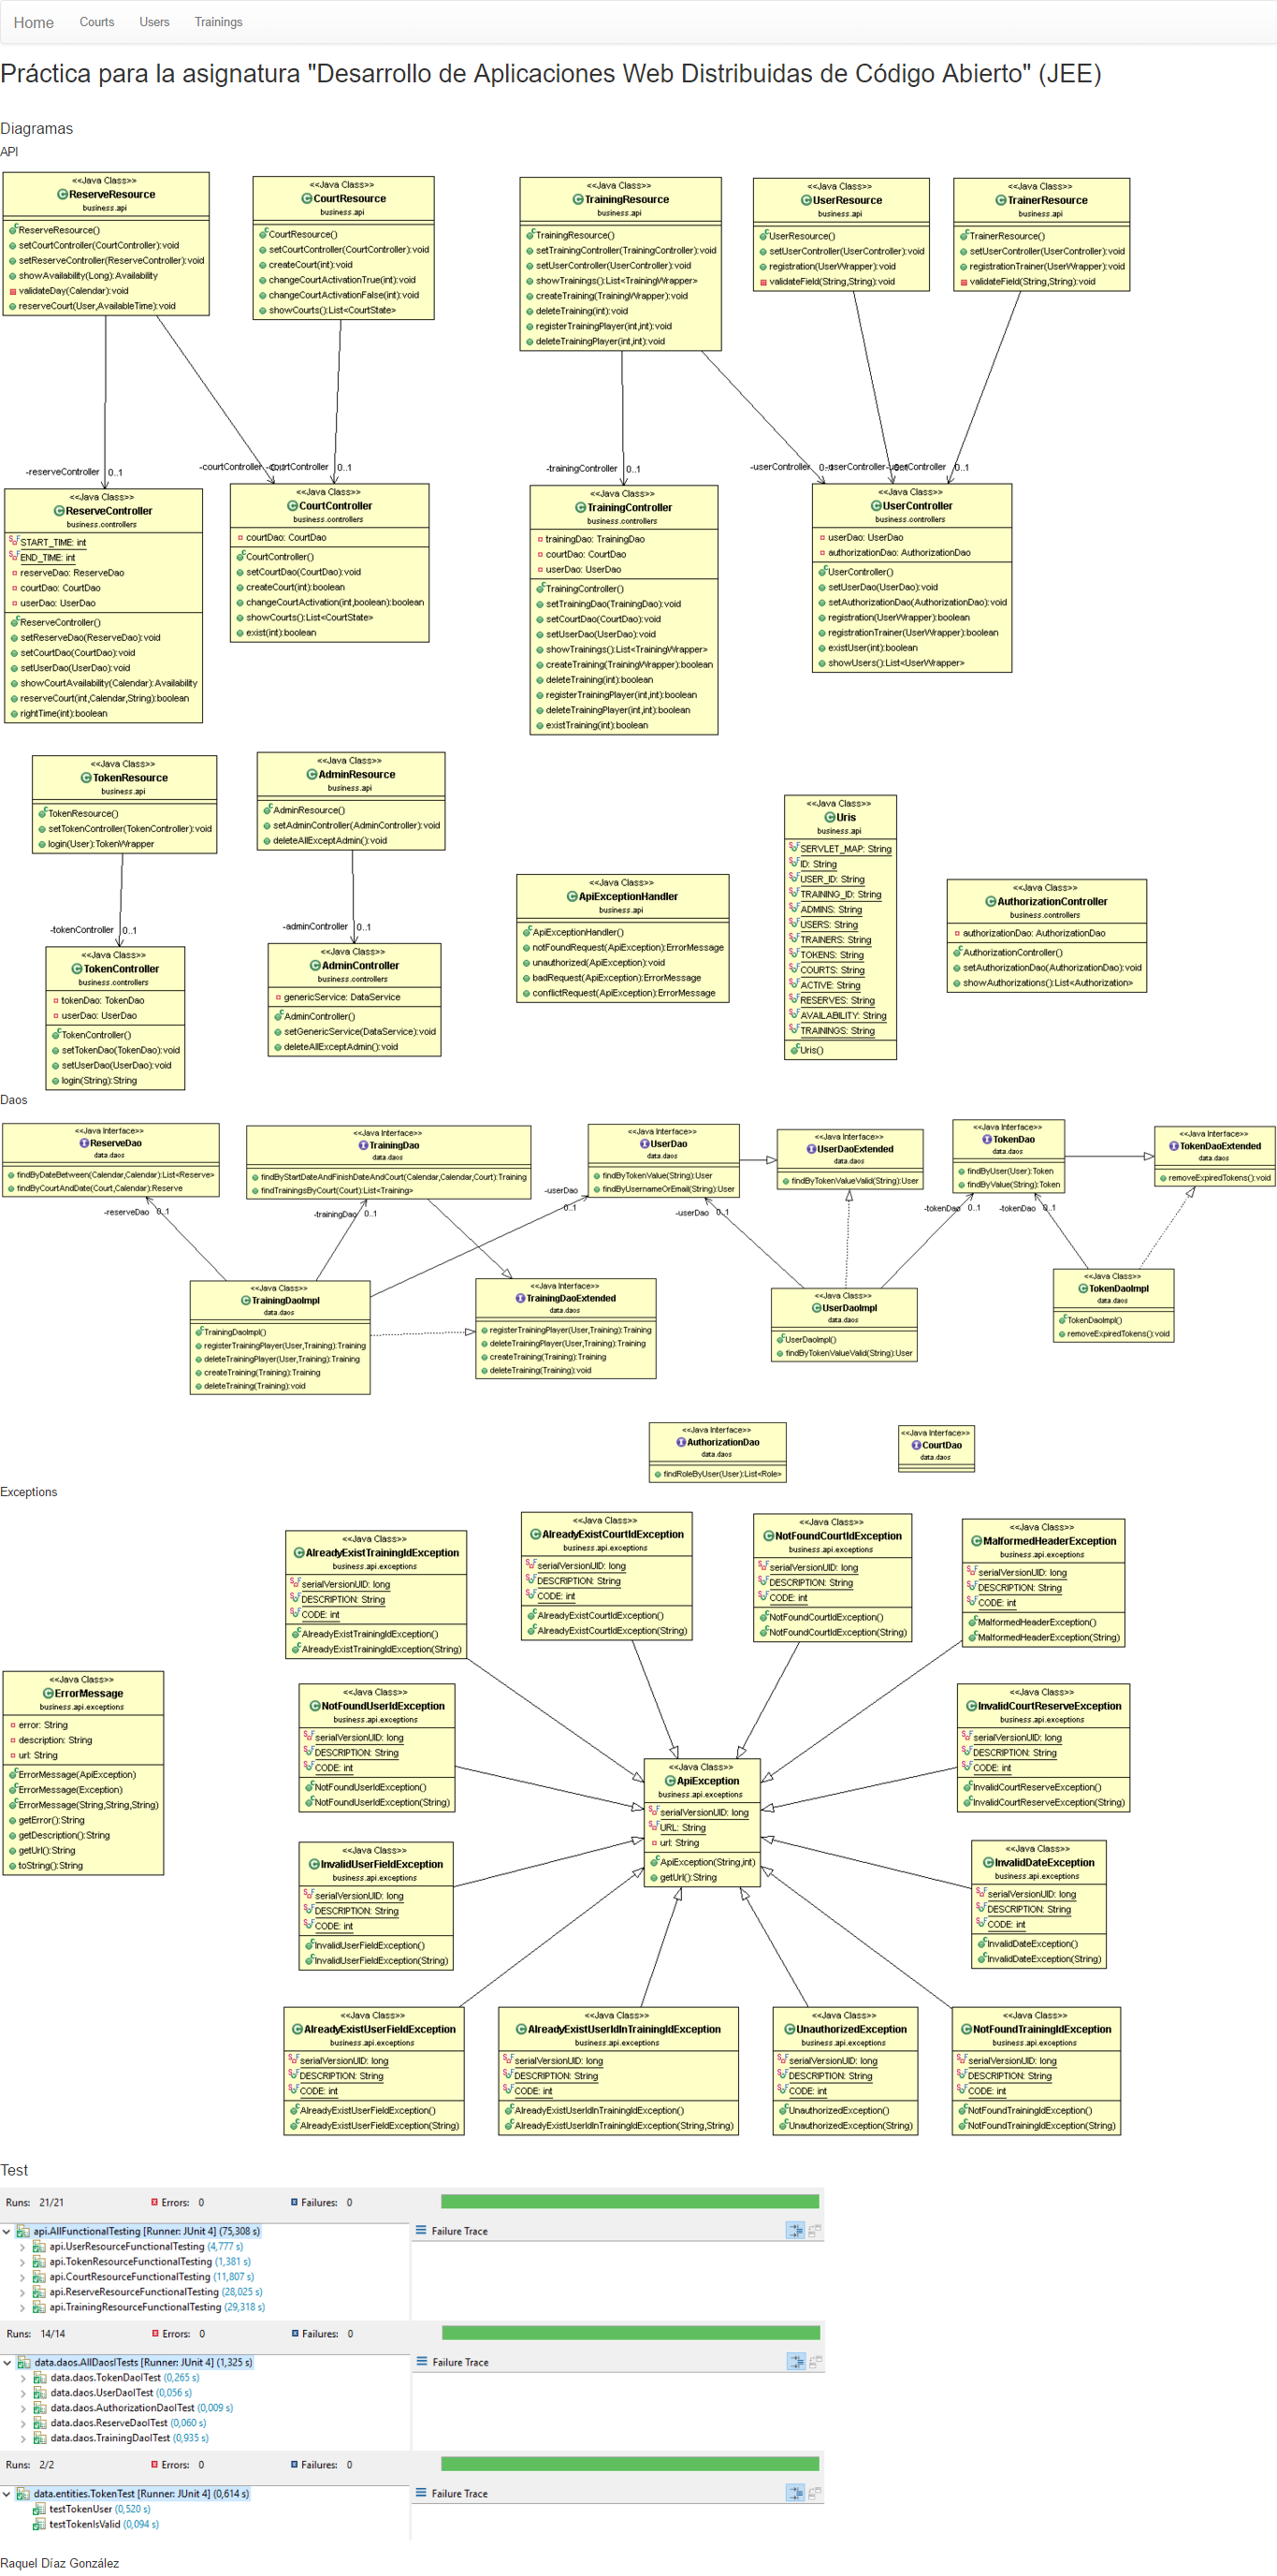 Home Courts Users Trainings
Práctica para la asignatura "Desarrollo de Aplicaciones Web Distribuidas de Código Abierto" (JEE)
Diagramas
API
<<Java Class>>
ReserveResource
business.api
ReserveResource()
setCourtController(CourtController):void
setReserveController(ReserveController):void
showAvailability(Long):Availability
validateDay(Calendar):void
reserveCourt(User,AvailableTime):void
<<Java Class>>
CourtResource
business.api
CourtResource()
setCourtController(CourtController):void
createCourt(int):void
changeCourtActivationTrue(int):void
changeCourtActivationFalse(int):void
showCourts():List<CourtState>
<<Java Class>>
TrainingResource
business.api
TrainingResource()
setTrainingController(TrainingController):void
setUserController(UserController):void
showTrainings():List<TrainingWrapper>
createTraining(TrainingWrapper):void
deleteTraining(int):void
registerTrainingPlayer(int,int):void
deleteTrainingPlayer(int,int):void
<<Java Class>>
UserResource
business.api
UserResource()
setUserController(UserController):void
registration(UserWrapper):void
validateField(String,String):void
<<Java Class>>
TrainerResource
business.api
TrainerResource()
setUserController(UserController):void
registrationTrainer(UserWrapper):void
validateField(String,String):void
-reserveController 0..1
-courtController
-courtController 0..1
-trainingController 0..1
-userController
-userController
-userController 0..1
<<Java Class>>
ReserveController
business.controllers
START_TIME: int
END_TIME: int
reserveDao: ReserveDao
courtDao: CourtDao
userDao: UserDao
ReserveController()
setReserveDao(ReserveDao):void
setCourtDao(CourtDao):void
setUserDao(UserDao):void
showCourtAvailability(Calendar):Availability
reserveCourt(int,Calendar,String):boolean
rightTime(int):boolean
<<Java Class>>
CourtController
business.controllers
courtDao: CourtDao
CourtController()
setCourtDao(CourtDao):void
createCourt(int):boolean
changeCourtActivation(int,boolean):boolean
showCourts():List<CourtState>
exist(int):boolean
<<Java Class>>
TrainingController
business.controllers
trainingDao: TrainingDao
courtDao: CourtDao
userDao: UserDao
TrainingController()
setTrainingDao(TrainingDao):void
setCourtDao(CourtDao):void
setUserDao(UserDao):void
showTrainings():List<TrainingWrapper>
createTraining(TrainingWrapper):boolean
deleteTraining(int):boolean
registerTrainingPlayer(int,int):boolean
deleteTrainingPlayer(int,int):boolean
existTraining(int):boolean
<<Java Class>>
UserController
business.controllers
userDao: UserDao
authorizationDao: AuthorizationDao
UserController()
setUserDao(UserDao):void
setAuthorizationDao(AuthorizationDao):void
registration(UserWrapper):boolean
registrationTrainer(UserWrapper):boolean
existUser(int):boolean
showUsers():List<UserWrapper>
<<Java Class>>
TokenResource
business.api
TokenResource()
setTokenController(TokenController):void
login(User):TokenWrapper
<<Java Class>>
AdminResource
business.api
AdminResource()
setAdminController(AdminController):void
deleteAllExceptAdmin():void
-tokenController 0..1
-adminController 0..1
<<Java Class>>
TokenController
business.controllers
tokenDao: TokenDao
userDao: UserDao
TokenController()
setTokenDao(TokenDao):void
setUserDao(UserDao):void
login(String):String
<<Java Class>>
AdminController
business.controllers
genericService: DataService
AdminController()
setGenericService(DataService):void
deleteAllExceptAdmin():void
<<Java Class>>
ApiExceptionHandler
business.api
ApiExceptionHandler()
notFoundRequest(ApiException):ErrorMessage
unauthorized(ApiException):void
badRequest(ApiException):ErrorMessage
conflictRequest(ApiException):ErrorMessage
<<Java Class>>
Uris
business.api
SERVLET_MAP: String
ID: String
USER_ID: String
TRAINING_ID: String
ADMINS: String
USERS: String
TRAINERS: String
TOKENS: String
COURTS: String
ACTIVE: String
RESERVES: String
AVAILABILITY: String
TRAININGS: String
Uris()
<<Java Class>>
AuthorizationController
business.controllers
authorizationDao: AuthorizationDao
AuthorizationController()
setAuthorizationDao(AuthorizationDao):void
showAuthorizations():List<Authorization>
Daos
<<Java Interface>>
ReserveDao
data.daos
findByDateBetween(Calendar,Calendar):List<Reserve>
findByCourtAndDate(Court,Calendar):Reserve
<<Java Interface>>
TrainingDao
data.daos
findByStartDateAndFinishDateAndCourt(Calendar,Calendar,Court):Training
findTrainingsByCourt(Court):List<Training>
<<Java Interface>>
UserDao
data.daos
findByTokenValue(String):User
findByUsernameOrEmail(String):User
<<Java Interface>>
UserDaoExtended
data.daos
findByTokenValueValid(String):User
<<Java Interface>>
TokenDao
data.daos
findByUser(User):Token
findByValue(String):Token
<<Java Interface>>
TokenDaoExtended
data.daos
removeExpiredTokens():void
-reserveDao 0..1
-trainingDao 0..1
-userDao 0..1
-userDao 0..1
-tokenDao 0..1
-tokenDao 0..1
<<Java Class>>
TrainingDaoImpl
data.daos
TrainingDaoImpl()
registerTrainingPlayer(User,Training):Training
deleteTrainingPlayer(User,Training):Training
createTraining(Training):Training
deleteTraining(Training):void
<<Java Interface>>
TrainingDaoExtended
data.daos
registerTrainingPlayer(User,Training):Training
deleteTrainingPlayer(User,Training):Training
createTraining(Training):Training
deleteTraining(Training):void
<<Java Class>>
UserDaoImpl
data.daos
UserDaoImpl()
findByTokenValueValid(String):User
<<Java Class>>
TokenDaoImpl
data.daos
TokenDaoImpl()
removeExpiredTokens():void
<<Java Interface>>
AuthorizationDao
data.daos
findRoleByUser(User):List<Role>
<<Java Interface>>
CourtDao
data.daos
Exceptions
<<Java Class>>
AlreadyExistTrainingIdException
business.api.exceptions
serialVersionUID: long
DESCRIPTION: String
CODE: int
AlreadyExistTrainingIdException()
AlreadyExistTrainingIdException(String)
<<Java Class>>
AlreadyExistCourtIdException
business.api.exceptions
serialVersionUID: long
DESCRIPTION: String
CODE: int
AlreadyExistCourtIdException()
AlreadyExistCourtIdException(String)
<<Java Class>>
NotFoundCourtIdException
business.api.exceptions
serialVersionUID: long
DESCRIPTION: String
CODE: int
NotFoundCourtIdException()
NotFoundCourtIdException(String)
<<Java Class>>
MalformedHeaderException
business.api.exceptions
serialVersionUID: long
DESCRIPTION: String
CODE: int
MalformedHeaderException()
MalformedHeaderException(String)
<<Java Class>>
ErrorMessage
business.api.exceptions
error: String
description: String
url: String
ErrorMessage(ApiException)
ErrorMessage(Exception)
ErrorMessage(String,String,String)
getError():String
getDescription():String
getUrl():String
toString():String
<<Java Class>>
NotFoundUserIdException
business.api.exceptions
serialVersionUID: long
DESCRIPTION: String
CODE: int
NotFoundUserIdException()
NotFoundUserIdException(String)
<<Java Class>>
ApiException
business.api.exceptions
serialVersionUID: long
URL: String
url: String
ApiException(String,int)
getUrl():String
<<Java Class>>
InvalidCourtReserveException
business.api.exceptions
serialVersionUID: long
DESCRIPTION: String
CODE: int
InvalidCourtReserveException()
InvalidCourtReserveException(String)
<<Java Class>>
InvalidUserFieldException
business.api.exceptions
serialVersionUID: long
DESCRIPTION: String
CODE: int
InvalidUserFieldException()
InvalidUserFieldException(String)
<<Java Class>>
InvalidDateException
business.api.exceptions
serialVersionUID: long
DESCRIPTION: String
CODE: int
InvalidDateException()
InvalidDateException(String)
<<Java Class>>
AlreadyExistUserFieldException
business.api.exceptions
serialVersionUID: long
DESCRIPTION: String
CODE: int
AlreadyExistUserFieldException()
AlreadyExistUserFieldException(String)
<<Java Class>>
AlreadyExistUserIdInTrainingIdException
business.api.exceptions
serialVersionUID: long
DESCRIPTION: String
CODE: int
AlreadyExistUserIdInTrainingIdException()
AlreadyExistUserIdInTrainingIdException(String,String)
<<Java Class>>
UnauthorizedException
business.api.exceptions
serialVersionUID: long
DESCRIPTION: String
CODE: int
UnauthorizedException()
UnauthorizedException(String)
<<Java Class>>
NotFoundTrainingIdException
business.api.exceptions
serialVersionUID: long
DESCRIPTION: String
CODE: int
NotFoundTrainingIdException()
NotFoundTrainingIdException(String)
Test
Runs: 21/21 Errors: 0 Failures: 0
api.AllFunctionalTesting [Runner: JUnit 4] (75,308 s) Failure Trace
api.UserResourceFunctionalTesting (4,777 s)
api.TokenResourceFunctionalTesting (1,381 s)
api.CourtResourceFunctionalTesting (11,807 s)
api.ReserveResourceFunctionalTesting (28,025 s)
api.TrainingResourceFunctionalTesting (29,318 s)
Runs: 14/14 Errors: 0 Failures: 0
data.daos.AllDaosITests [Runner: JUnit 4] (1,325 s) Failure Trace
data.daos.TokenDaoITest (0,265 s)
data.daos.UserDaoITest (0,056 s)
data.daos.AuthorizationDaoITest (0,009 s)
data.daos.ReserveDaoITest (0,060 s)
data.daos.TrainingDaoITest (0,935 s)
Runs: 2/2 Errors: 0 Failures: 0
data.entities.TokenTest [Runner: JUnit 4] (0,614 s) Failure Trace
testTokenUser (0,520 s)
testTokenIsValid (0,094 s)
Raquel Díaz González